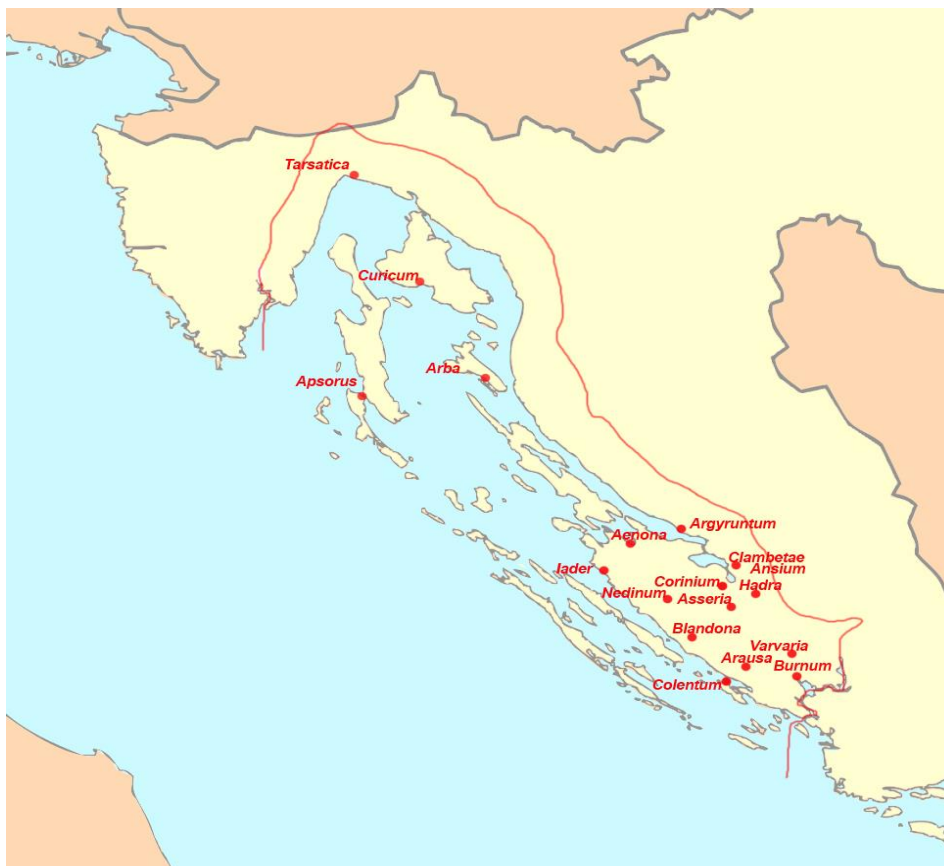 Tarsatica
Curicum
Arba
Apsorus
Argyruntum
Aenona
Clambetae
Iader
Ansium
Corinium
Hadra
Nedinum
Asseria
Blandona
Varvaria
Arausa
Burnum
Colentum